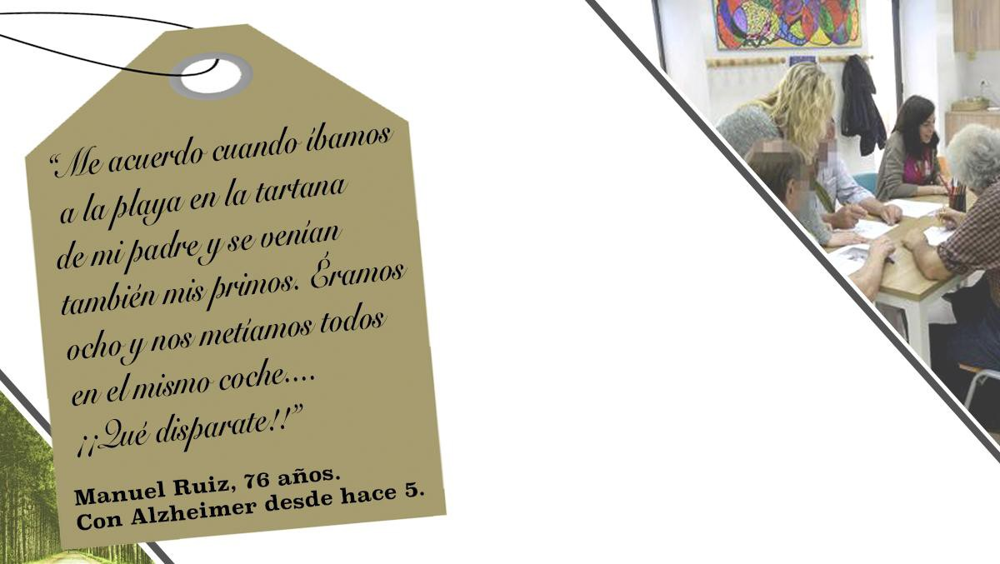 “Me acuerdo cuando íbamos
a la playa en la tartana
de mi padre y se venían
también mis primos. Éramos
ocho y nos metíamos todos
en el mismo coche....
¡¡Qué disparate!!”
Manuel Ruiz, 76 años.
Con Alzheimer desde hace 5.